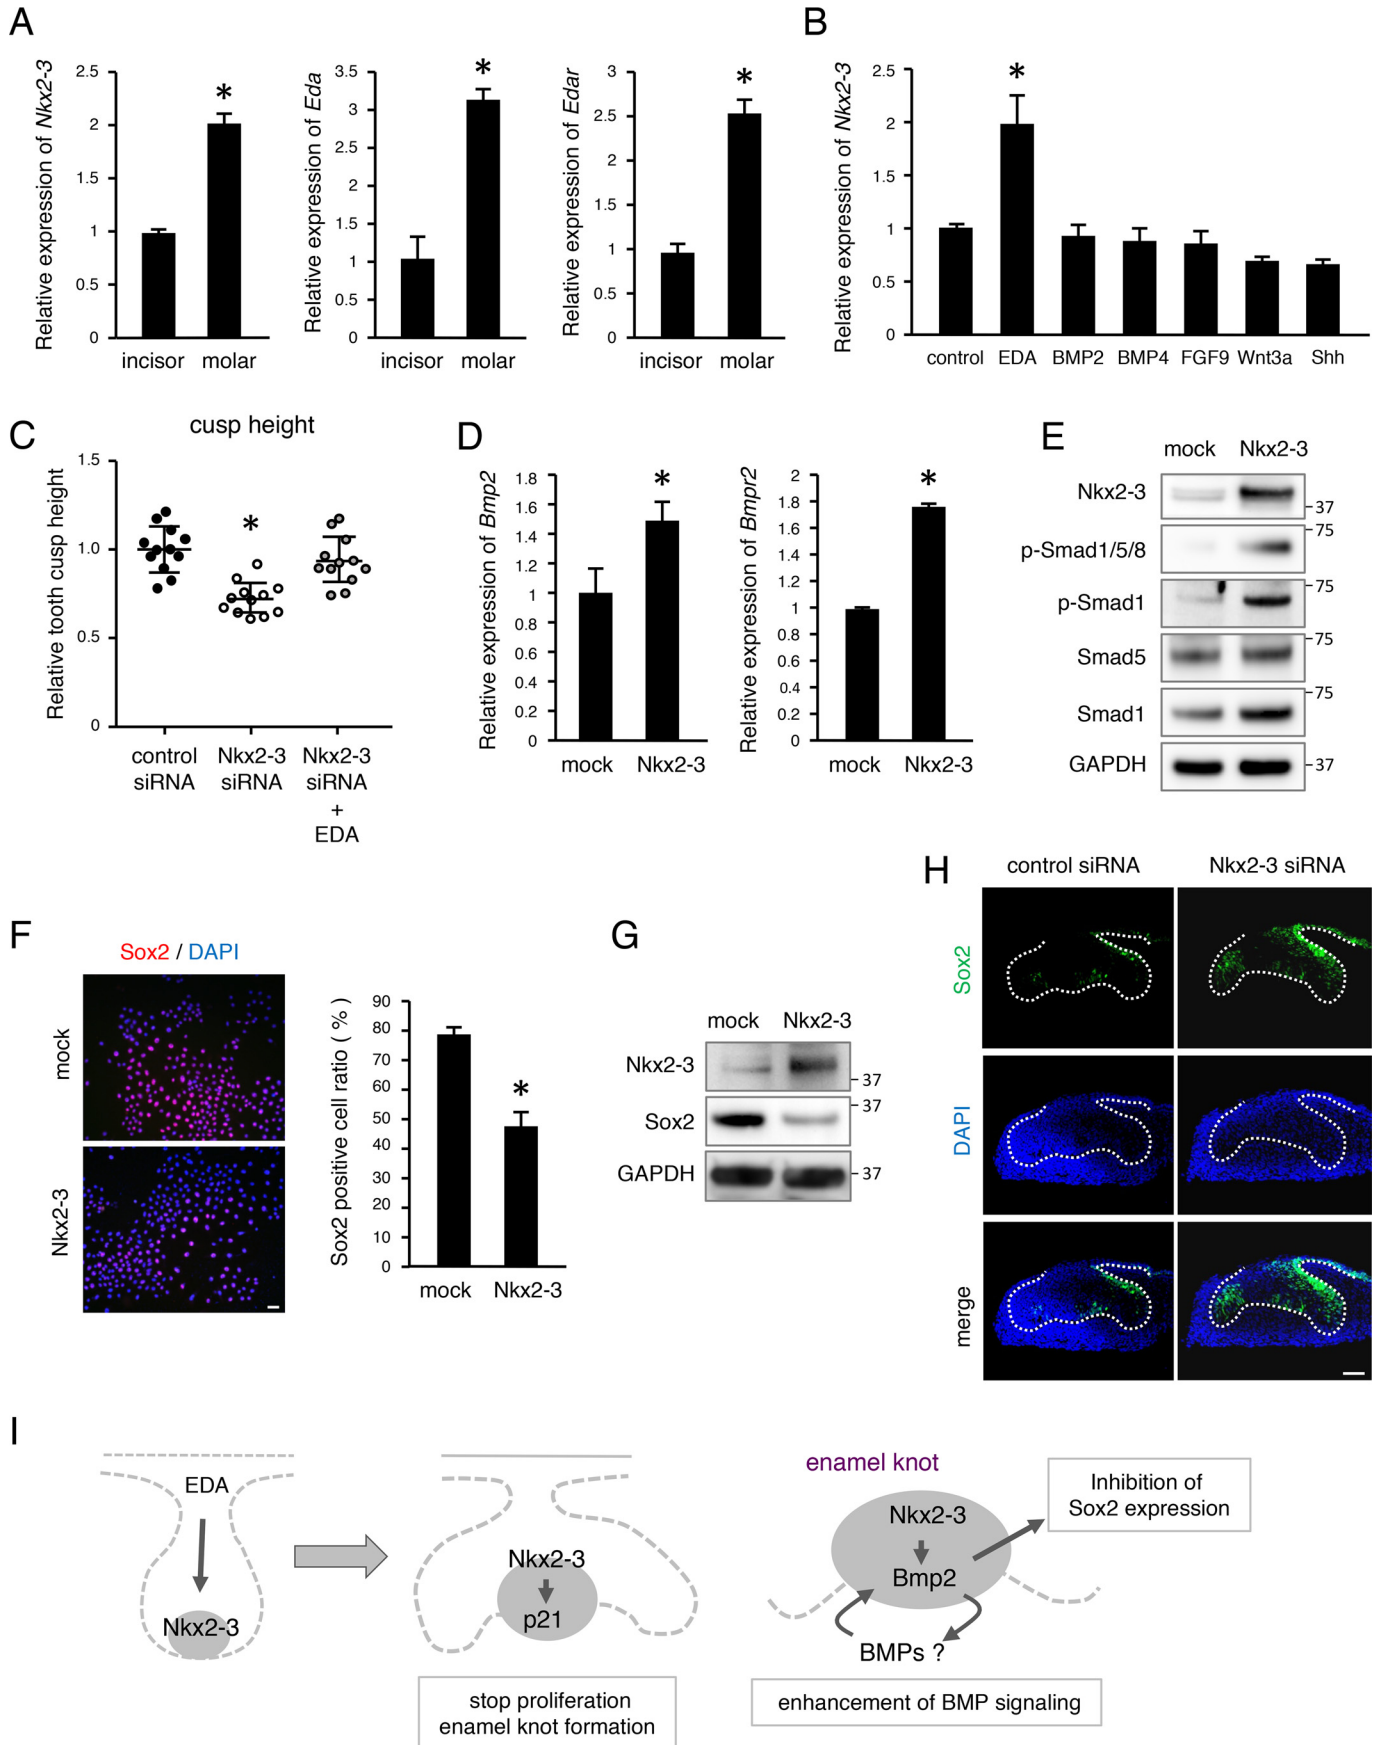 A
Relative expression of Nkx2-3
2.5
2
1.5
1
0.5
0
*
incisor
molar
Relative expression of Eda
3.5
3
2.5
2
1.5
1
0.5
0
*
incisor
molar
Relative expression of Edar
3
2.5
2
1.5
1
0.5
0
*
incisor
molar
B
Relative expression of Nkx2-3
2.5
2
1.5
1
0.5
0
*
control
EDA
BMP2
BMP4
FGF9
Wnt3a
Shh
C
cusp height
Relative tooth cusp height
1.5
1.0
0.5
0
*
control
siRNA
Nkx2-3
siRNA
Nkx2-3
siRNA
+
EDA
D
Relative expression of Bmp2
1.8
1.6
1.4
1.2
1
0.8
0.6
0.4
0.2
0
*
mock
Nkx2-3
Relative expression of Bmpr2
2
1.8
1.6
1.4
1.2
1
0.8
0.6
0.4
0.2
0
*
mock
Nkx2-3
E
mock
Nkx2-3
Nkx2-3
37
75
p-Smad1/5/8
75
p-Smad1
75
Smad5
75
Smad1
GAPDH
37
F
Sox2 / DAPI
mock
Nkx2-3
Sox2 positive cell ratio ( % )
90
80
70
60
50
40
30
20
10
0
*
mock
Nkx2-3
G
mock
Nkx2-3
Nkx2-3
37
37
Sox2
GAPDH
37
H
control siRNA
Nkx2-3 siRNA
Sox2
DAPI
merge
I
EDA
Nkx2-3
Nkx2-3
p21
stop proliferation
enamel knot formation
enamel knot
Nkx2-3
Bmp2
BMPs ?
Inhibition of
Sox2 expression
enhancement of BMP signaling